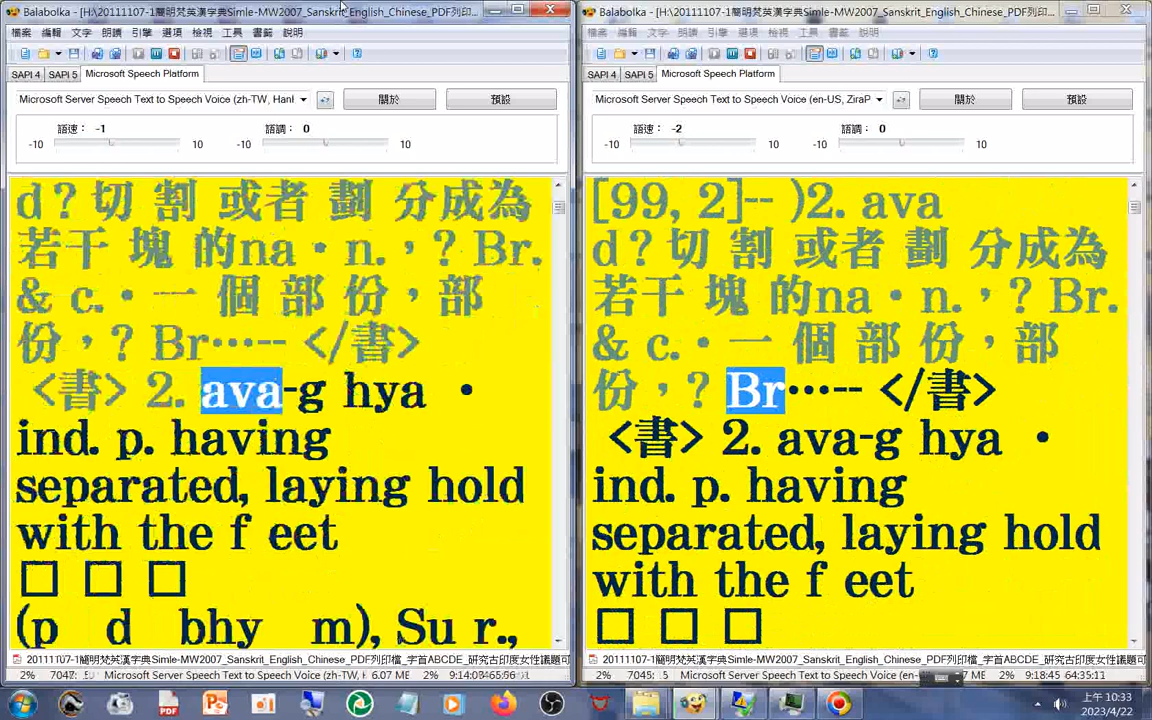 Balabolka - [H:\20111107-1簡明梵英漢字典Simle-MW2007_Sanskrit_English_Chinese_PDF列印...
檔案 編輯 文字 朗讀 引擎 選項 檢視 工具 書籤 說明
SAPI 4 SAPI 5 Microsoft Speech Platform
Microsoft Server Speech Text to Speech Voice (zh-TW, Hanl 關於 預設
語速： -1 語調： 0
-10 10 -10 10
d？切 割 或者 劃 分成為
若干 塊 的na‧n.，？Br.
& c.‧一 個 部 份，部
份，？Br…-- </書>
<書> 2. ava-g hya ‧
ind. p. having
separated, laying hold
with the f eet
□ □ □
(p d bhy m), Su r.,
20111107-1簡明梵英漢字典Simle-MW2007_Sanskrit_English_Chinese_PDF列印檔_字首ABCDE_研究古印度女性議題可
2% Microsoft Server Speech Text to Speech Voice (zh-TW, 6.07 MB 2%
Balabolka - [H:\20111107-1簡明梵英漢字典Simle-MW2007_Sanskrit_English_Chinese_PDF列印...
檔案 編輯 文字 朗讀 引擎 選項 檢視 工具 書籤 說明
SAPI 4 SAPI 5 Microsoft Speech Platform
Microsoft Server Speech Text to Speech Voice (en-US, ZiraP 關於 預設
語速： -2 語調： 0
-10 10 -10 10
[99, 2]-- )2. ava
d？切 割 或者 劃 分成為
若干 塊 的na‧n.，？Br.
& c.‧一 個 部 份，部
份，？Br…-- </書>
<書> 2. ava-g hya ‧
ind. p. having
separated, laying hold
with the f eet
□ □ □
20111107-1簡明梵英漢字典Simle-MW2007_Sanskrit_English_Chinese_PDF列印檔_字首ABCDE_研究古印度女性議題可
2% Microsoft Server Speech Text to Speech Voice (en-US, 2% 9:18:45 64:35:11
上午 10:33
2023/4/22